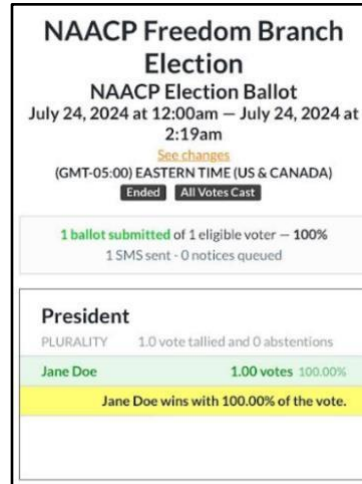 NAACP Freedom Branch
Election
NAACP Election Ballot
July 24, 2024 at 12:00am — July 24, 2024 at
2:19am
See changes
(GMT-05:00) EASTERN TIME (US & CANADA)
Ended All Votes Cast
1 ballot submitted of 1 eligible voter — 100%
1 SMS sent - 0 notices queued
President
PLURALITY 1.0 vote tallied and 0 abstentions
Jane Doe 1.00 votes 100.00%
Jane Doe wins with 100.00% of the vote.